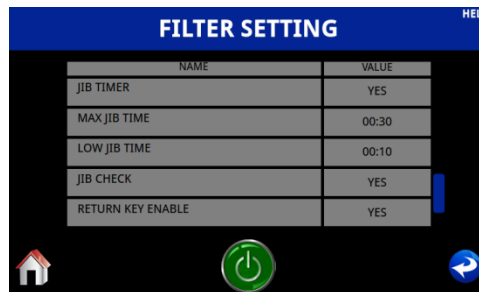 HEL
FILTER SETTING
NAME VALUE
JIB TIMER YES
MAX JIB TIME 00:30
LOW JIB TIME 00:10
JIB CHECK YES
RETURN KEY ENABLE YES